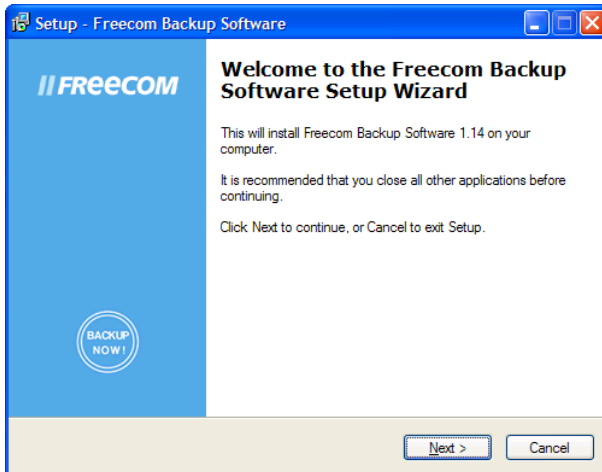 Setup - Freecom Backup Software
FREECOM
Welcome to the Freecom Backup
Software Setup Wizard
This will install Freecom Backup Software 1.14 on your
computer.
It is recommended that you close all other applications before
continuing.
Click Next to continue, or Cancel to exit Setup.
BACKUP
NOW!
Next >
Cancel